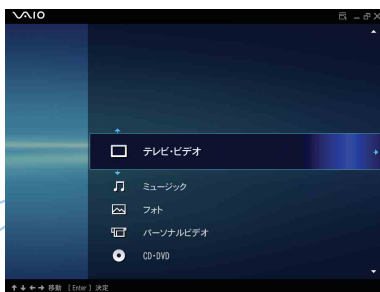 VAIO
テレビ・ビデオ
ミュージック
フォト
パーソナルビデオ
CD・DVD
↑↓←→ 移動 [Enter] 決定